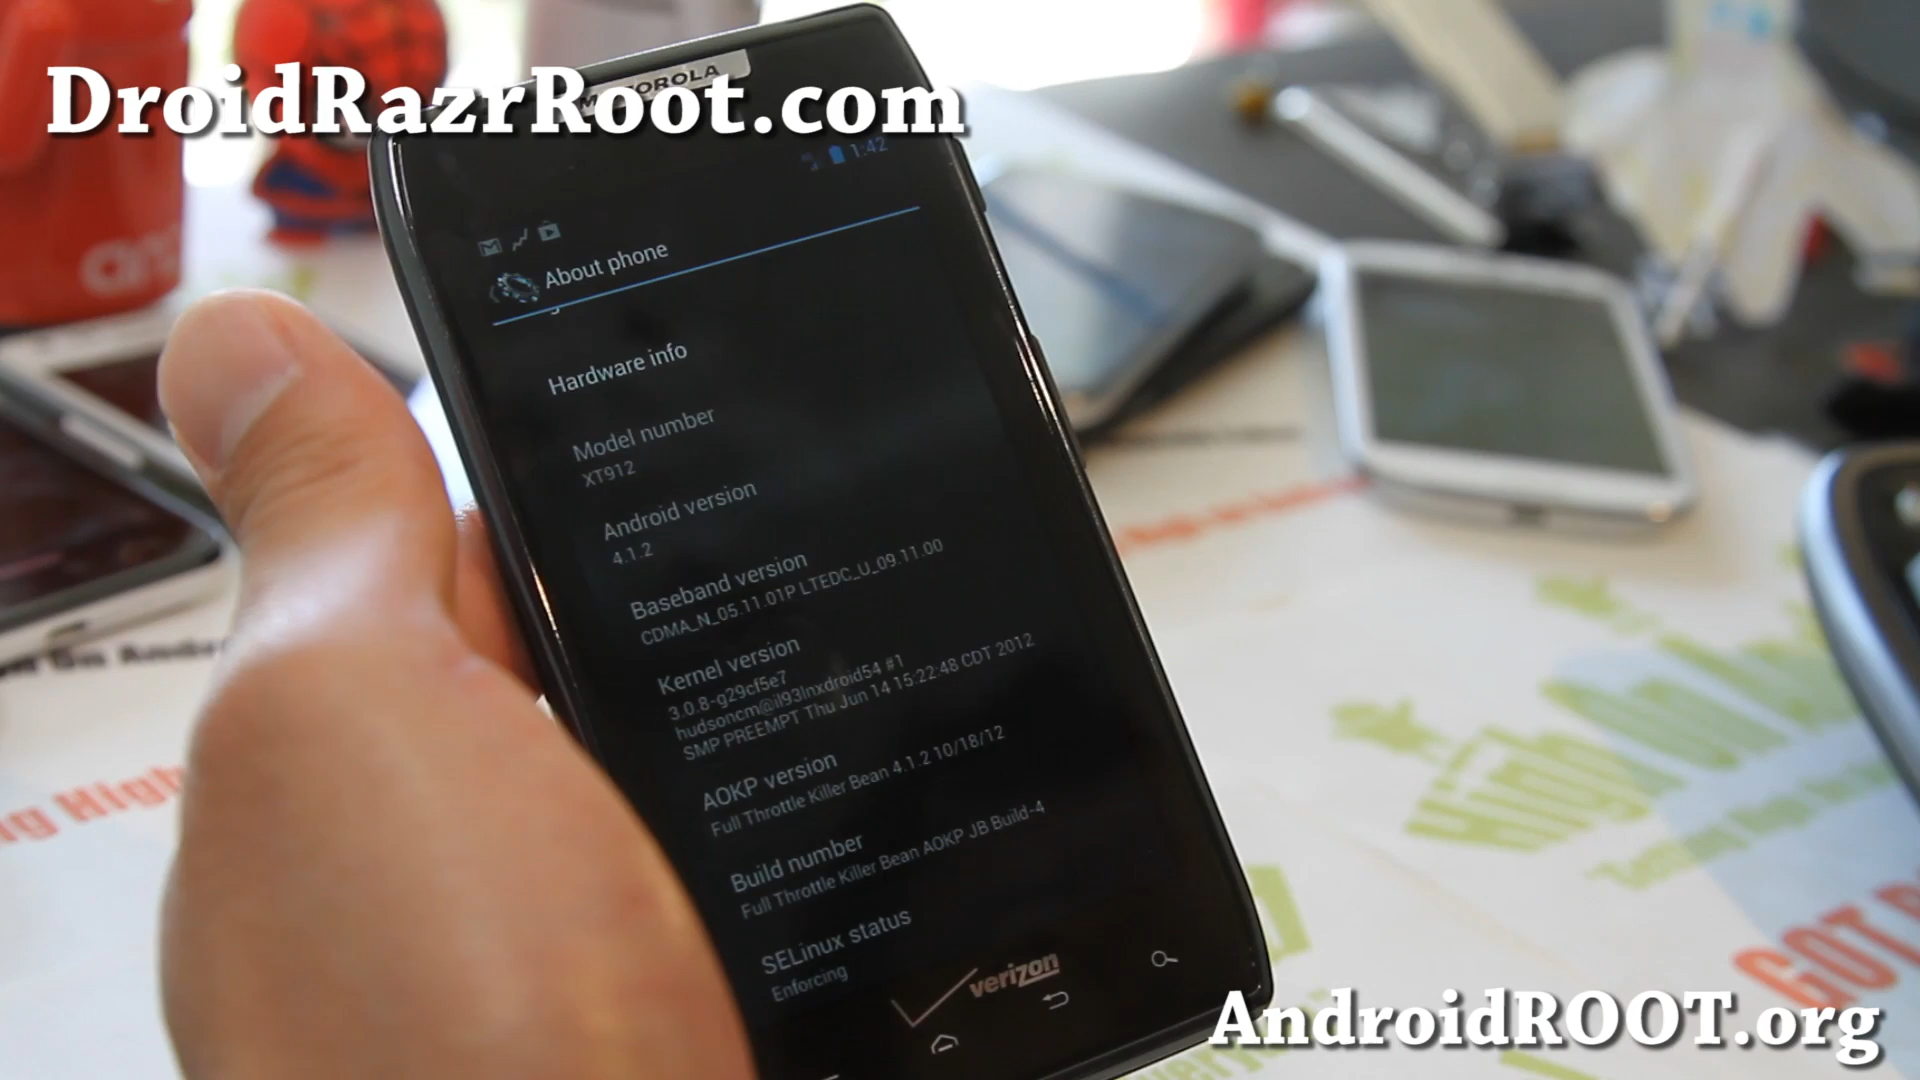 DroidRazrRoot.com
MOTOROLA
1:42
About phone
Hardware info
Model number
XT912
Android version
4.1.2
Baseband version
CDMA_N_05.11.01P LTEDC_U_09.11.00
Kernel version
3.0.8-g29cf5e7
hudsoncm@il93lnxdroid54 #1
SMP PREEMPT Thu Jun 14 15:22:48 CDT 2012
AOKP version
Full Throttle Killer Bean 4.1.2 10/18/12
Build number
Full Throttle Killer Bean AOKP JB Build-4
SELinux status
Enforcing
verizon
High On
GOT
AndroidROOT.org